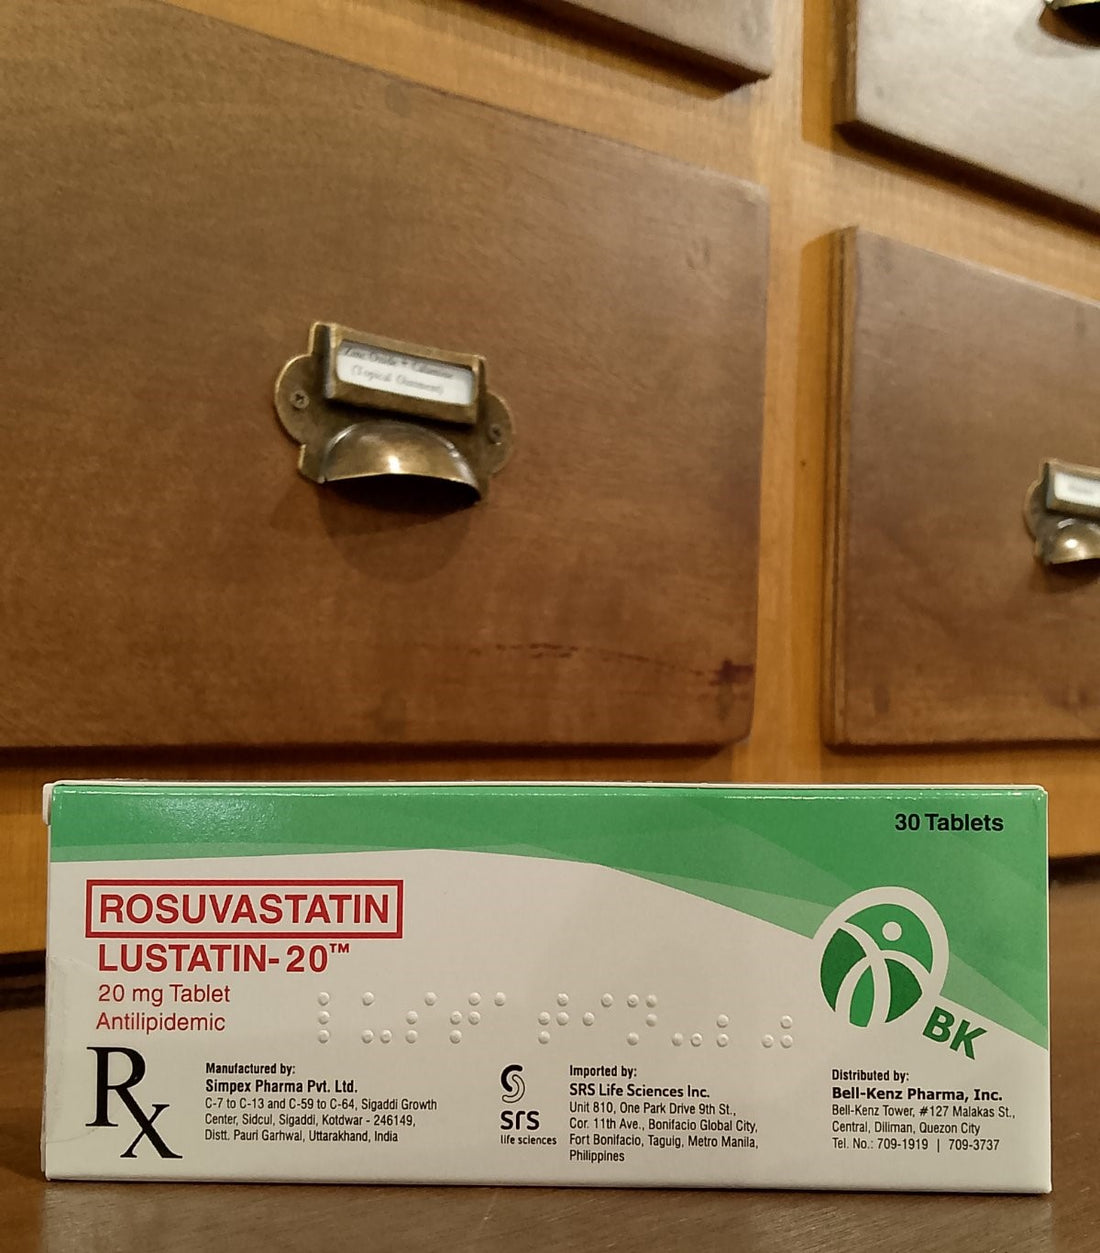 Zinc Oxide + Calamine
(Topical Ointment)
30 Tablets
ROSUVASTATIN
LUSTATIN-20™
20 mg Tablet
Antilipidemic
BK
Rx
Manufactured by:
Simpex Pharma Pvt. Ltd.
C-7 to C-13 and C-59 to C-64, Sigaddi Growth
Center, Sidcul, Sigaddi, Kotdwar - 246149,
Distt. Pauri Garhwal, Uttarakhand, India
SRS
life sciences
Imported by:
SRS Life Sciences Inc.
Unit 810, One Park Drive 9th St.,
Cor. 11th Ave., Bonifacio Global City,
Fort Bonifacio, Taguig, Metro Manila,
Philippines
Distributed by:
Bell-Kenz Pharma, Inc.
Bell-Kenz Tower, #127 Malakas St.,
Central, Diliman, Quezon City
Tel. No.: 709-1919 | 709-3737